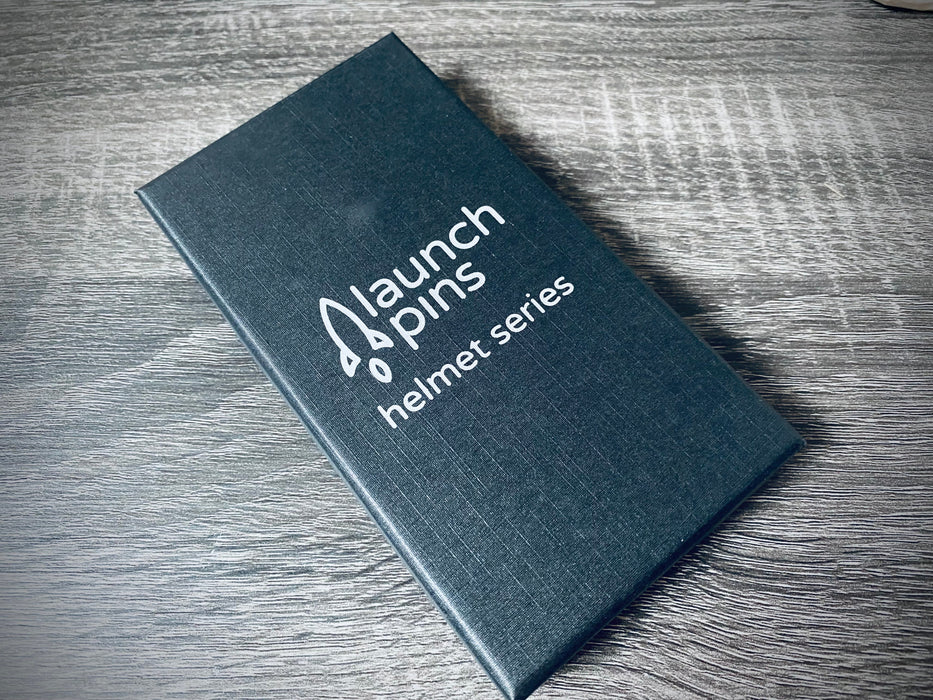 launch
pins
helmet series